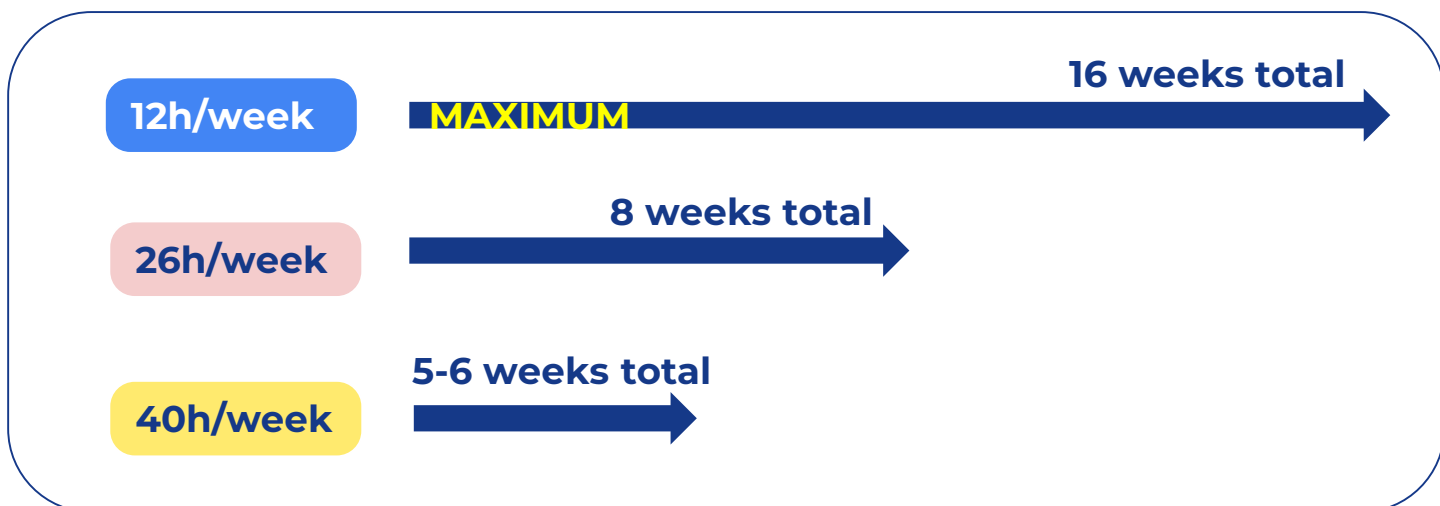 16 weeks total
12h/week
MAXIMUM
8 weeks total
26h/week
5-6 weeks total
40h/week